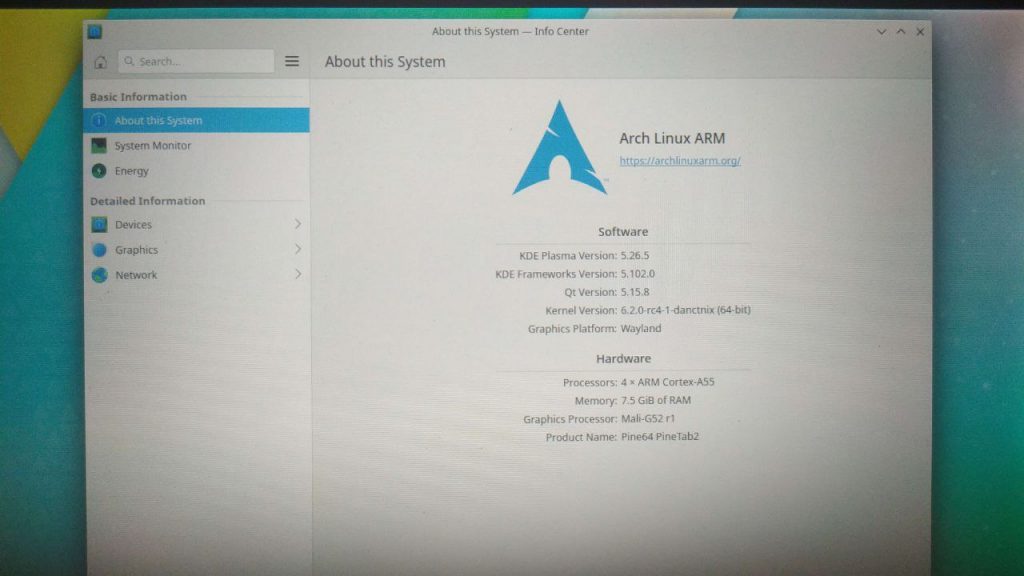 About this System — Info Center
Search...
About this System
Basic Information
About this System
System Monitor
Energy
Detailed Information
Devices
Graphics
Network
Arch Linux ARM
https://archlinuxarm.org/
Software
KDE Plasma Version: 5.26.5
KDE Frameworks Version: 5.102.0
Qt Version: 5.15.8
Kernel Version: 6.2.0-rc4-1-danctnix (64-bit)
Graphics Platform: Wayland
Hardware
Processors: 4 × ARM Cortex-A55
Memory: 7.5 GiB of RAM
Graphics Processor: Mali-G52 r1
Product Name: Pine64 PineTab2